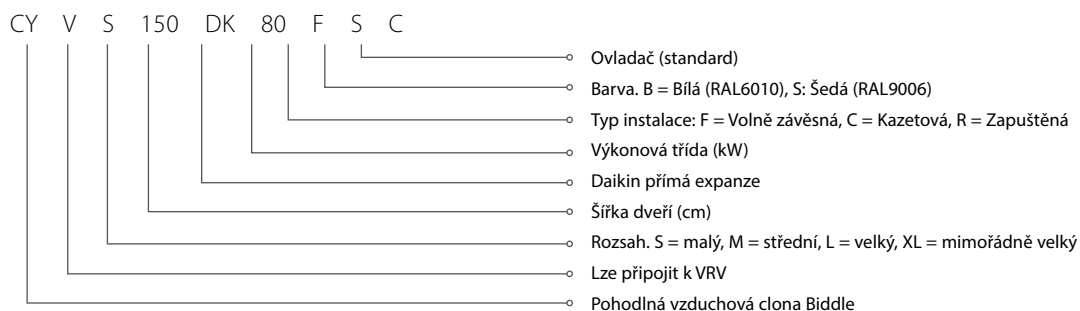 CY V S 150 DK 80 F S C
Ovladač (standard)
Barva. B = Bílá (RAL6010), S: Šedá (RAL9006)
Typ instalace: F = Volně závěsná, C = Kazetová, R = Zapuštěná
Výkonová třída (kW)
Daikin přímá expanze
Šířka dveří (cm)
Rozsah. S = malý, M = střední, L = velký, XL = mimořádně velký
Lze připojit k VRV
Pohodlná vzduchová clona Biddle